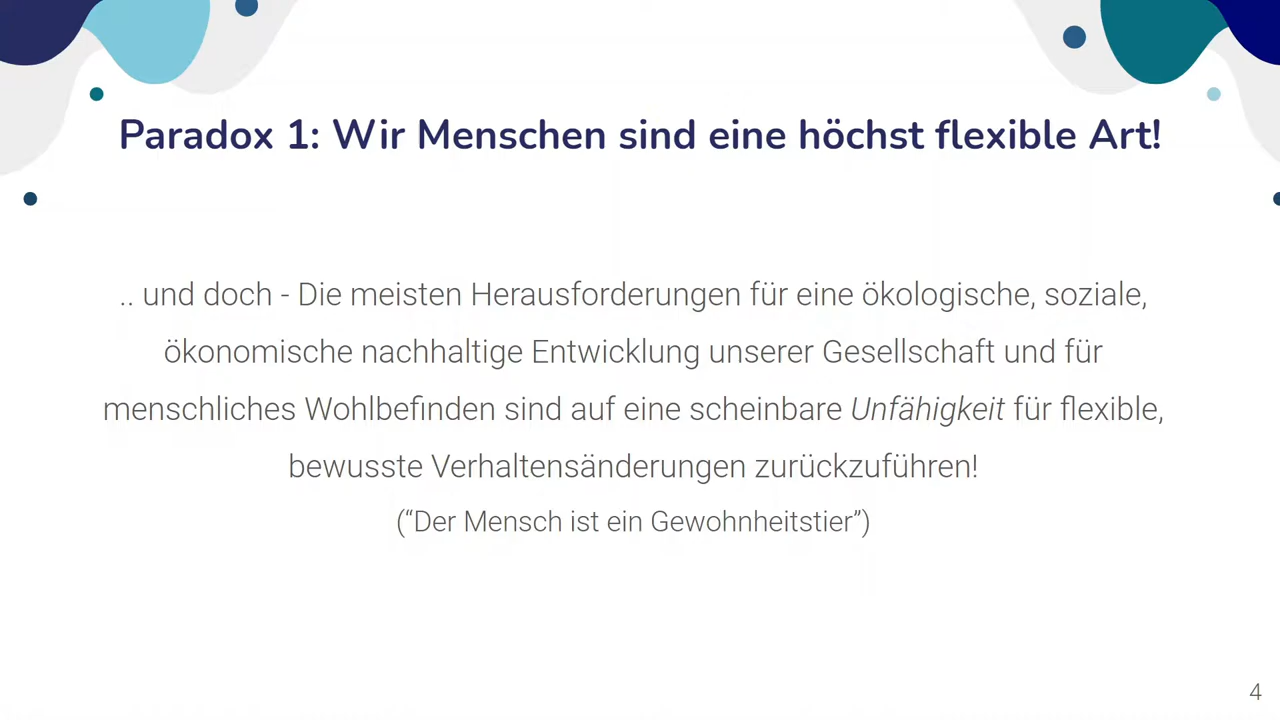 Paradox 1: Wir Menschen sind eine höchst flexible Art!
.. und doch - Die meisten Herausforderungen für eine ökologische, soziale,
ökonomische nachhaltige Entwicklung unserer Gesellschaft und für
menschliches Wohlbefinden sind auf eine scheinbare Unfähigkeit für flexible,
bewusste Verhaltensänderungen zurückzuführen!
(“Der Mensch ist ein Gewohnheitstier”)
4